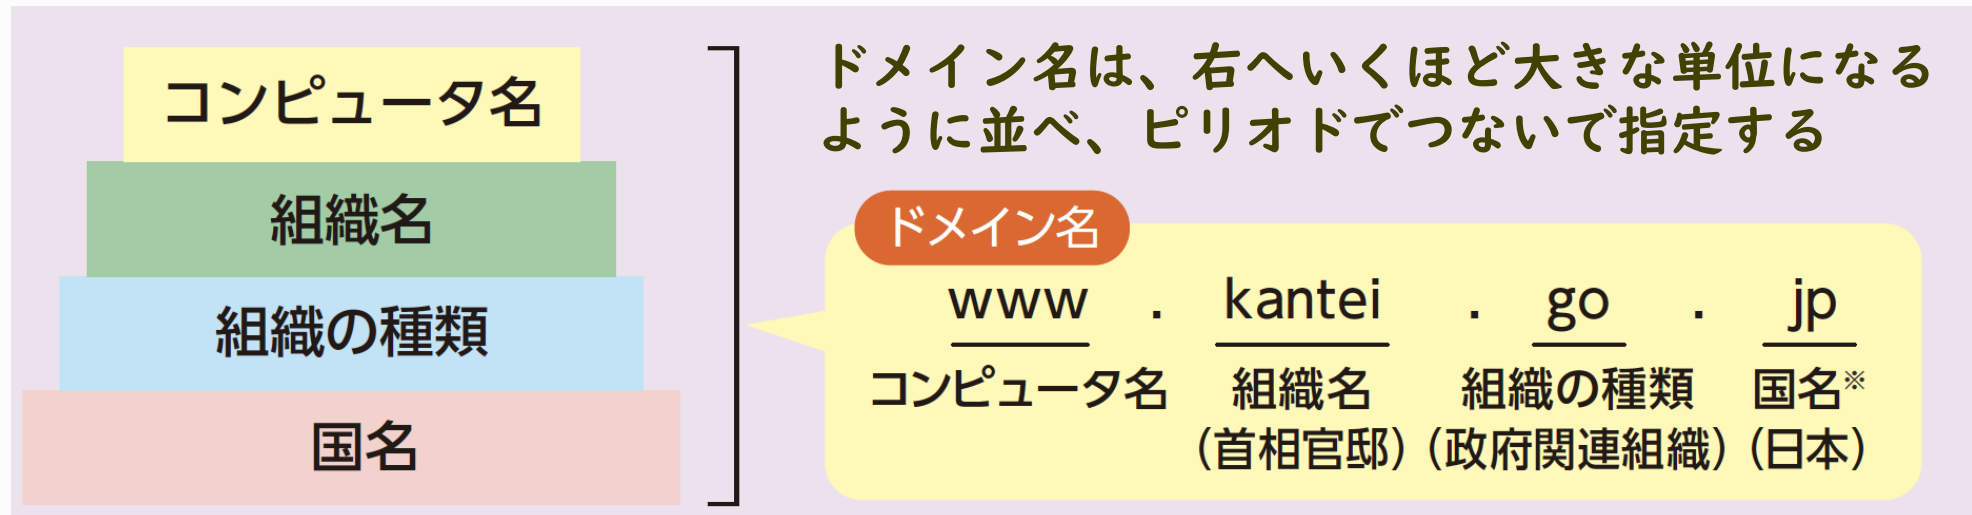 コンピュータ名
組織名
組織の種類
国名
ドメイン名は、右へいくほど大きな単位になる
ように並べ、ピリオドでつないで指定する
ドメイン名
www . kantei . go . jp
コンピュータ名 組織名 組織の種類 国名※
(首相官邸) (政府関連組織) (日本)